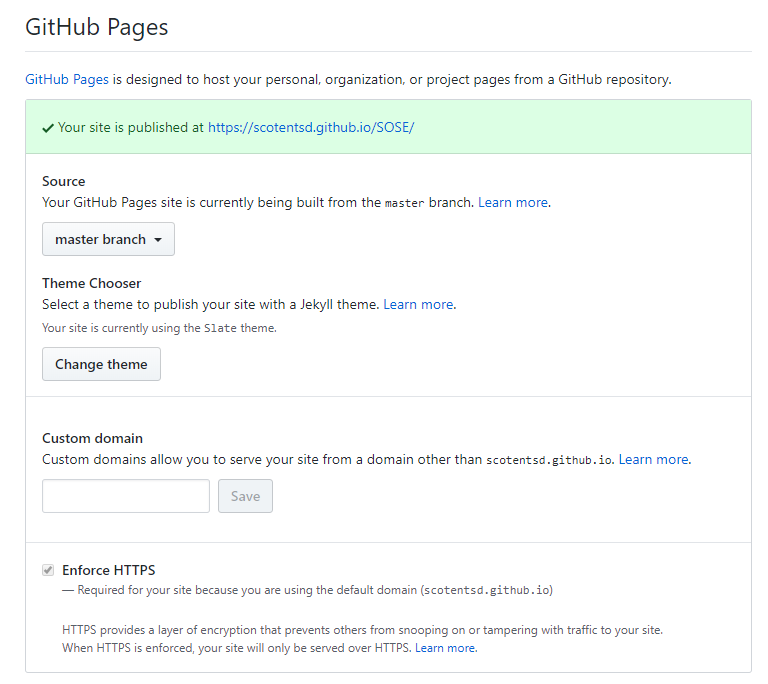 GitHub Pages
GitHub Pages is designed to host your personal, organization, or project pages from a GitHub repository.
Your site is published at https://scotentsd.github.io/SOSE/
Source
Your GitHub Pages site is currently being built from the master branch. Learn more.
master branch
Theme Chooser
Select a theme to publish your site with a Jekyll theme. Learn more.
Your site is currently using the Slate theme.
Change theme
Custom domain
Custom domains allow you to serve your site from a domain other than scotentsd.github.io. Learn more.
Save
Enforce HTTPS
— Required for your site because you are using the default domain (scotentsd.github.io)
HTTPS provides a layer of encryption that prevents others from snooping on or tampering with traffic to your site.
When HTTPS is enforced, your site will only be served over HTTPS. Learn more.